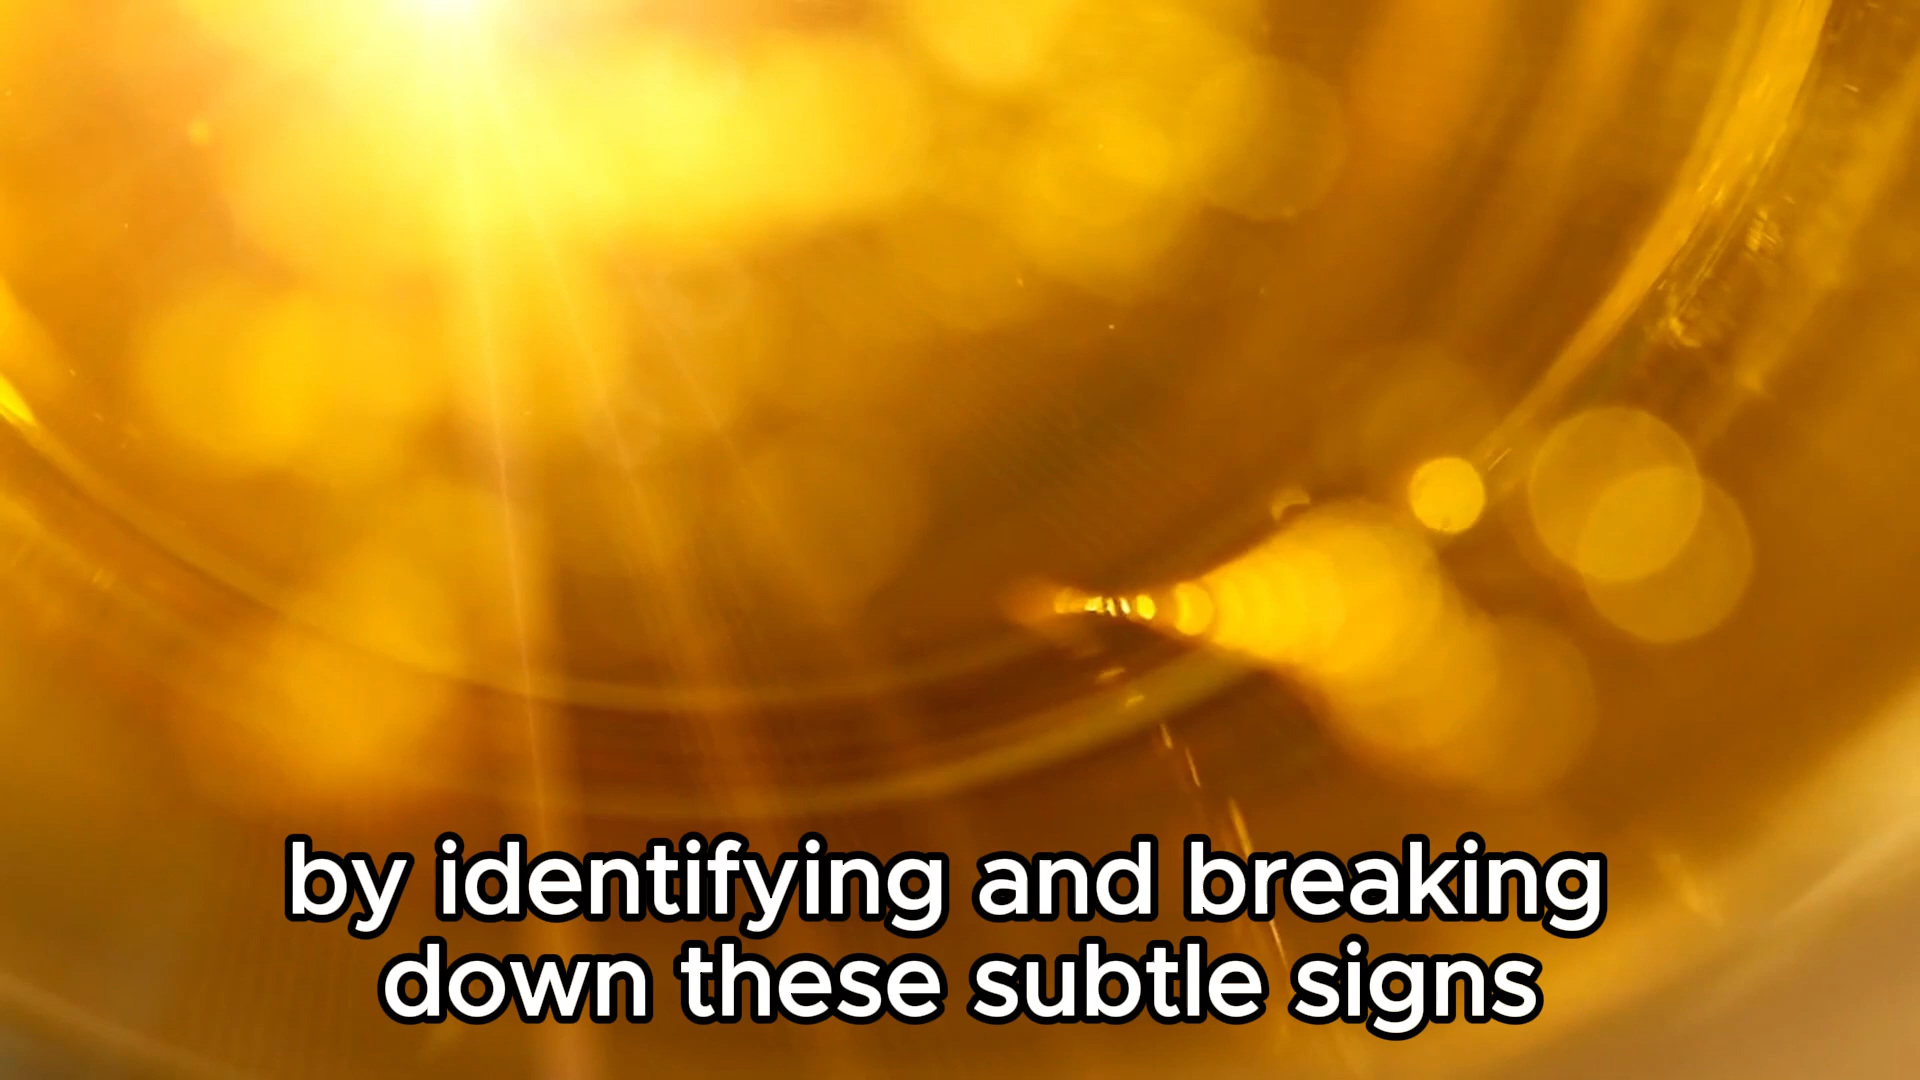 by identifying and breaking
down these subtle signs